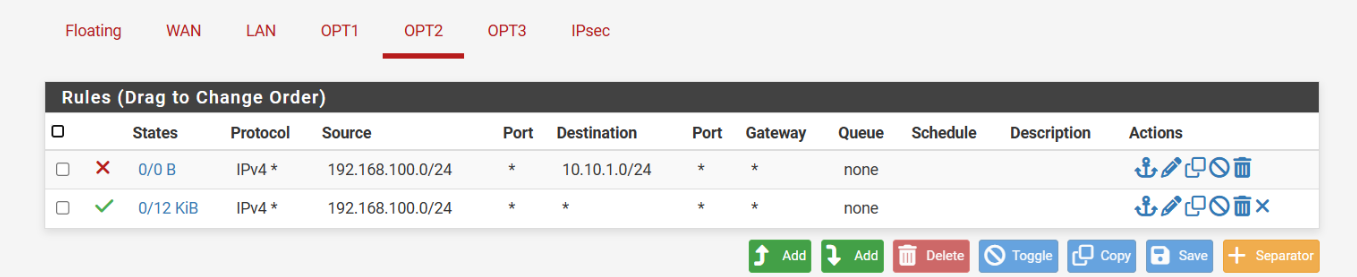 Floating WAN LAN OPT1 OPT2 OPT3 IPsec
Rules (Drag to Change Order)
States Protocol Source Port Destination Port Gateway Queue Schedule Description Actions
0/0 B IPv4 * 192.168.100.0/24 * 10.10.1.0/24 * * none
0/12 KiB IPv4 * 192.168.100.0/24 * * * * none
Add Add Delete Toggle Copy Save Separator